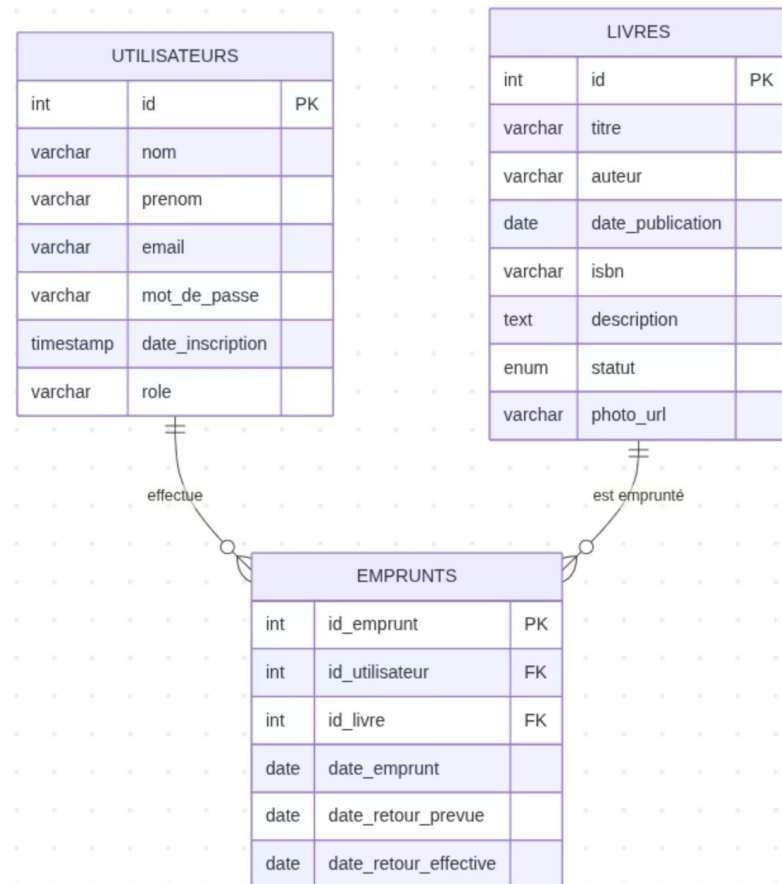 UTILISATEURS
int id PK
varchar nom
varchar prenom
varchar email
varchar mot_de_passe
timestamp date_inscription
varchar role
LIVRES
int id PK
varchar titre
varchar auteur
date date_publication
varchar isbn
text description
enum statut
varchar photo_url
effectue
est emprunté
EMPRUNTS
int id_emprunt PK
int id_utilisateur FK
int id_livre FK
date date_emprunt
date date_retour_prevue
date date_retour_effective